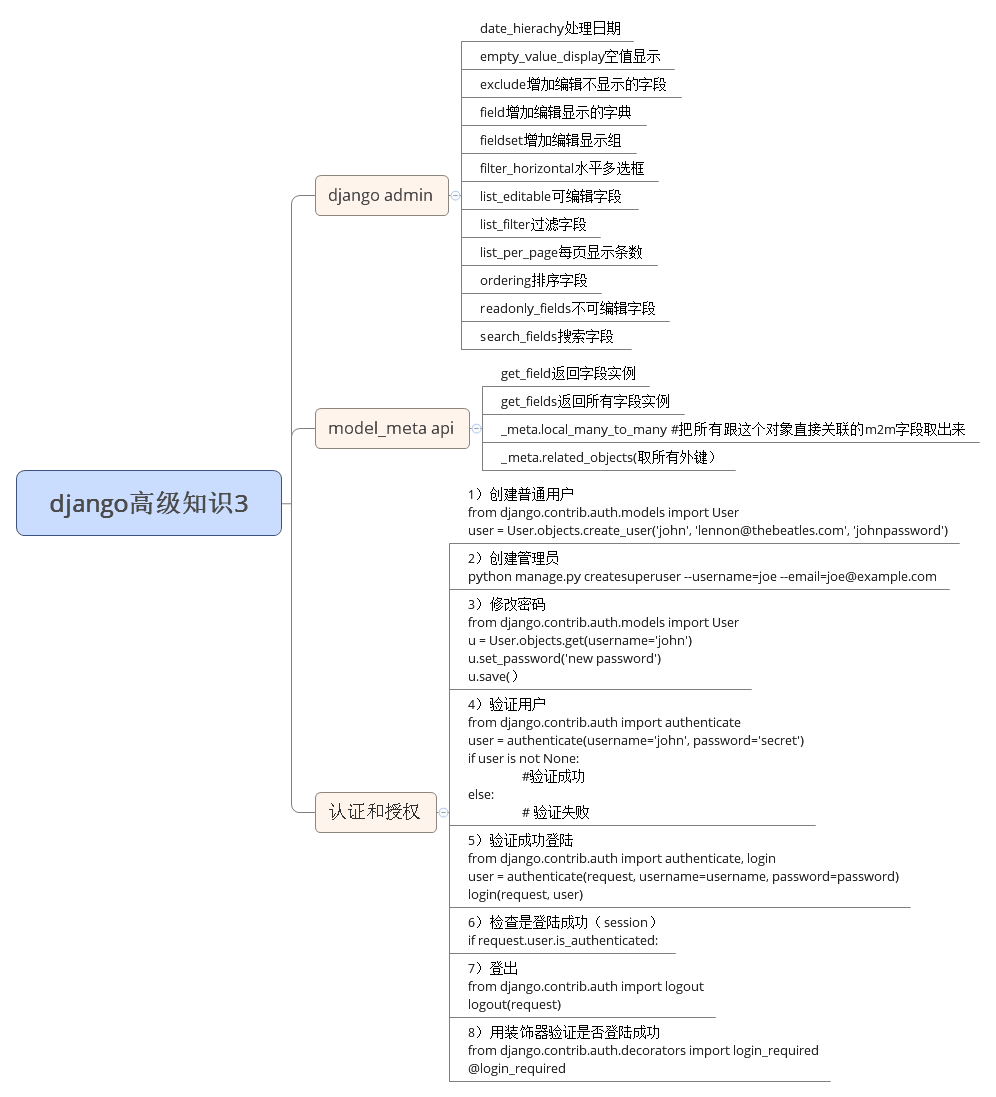 django高级知识3
django admin
date_hierachy处理日期
empty_value_display空值显示
exclude增加编辑不显示的字段
field增加编辑显示的字典
fieldset增加编辑显示组
filter_horizontal水平多选框
list_editable可编辑字段
list_filter过滤字段
list_per_page每页显示条数
ordering排序字段
readonly_fields不可编辑字段
search_fields搜索字段
model_meta api
get_field返回字段实例
get_fields返回所有字段实例
_meta.local_many_to_many #把所有跟这个对象直接关联的m2m字段取出来
_meta.related_objects(取所有外键）
认证和授权
1）创建普通用户
from django.contrib.auth.models import User
user = User.objects.create_user('john', 'lennon@thebeatles.com', 'johnpassword')
2）创建管理员
python manage.py createsuperuser --username=joe --email=joe@example.com
3）修改密码
from django.contrib.auth.models import User
u = User.objects.get(username='john')
u.set_password('new password')
u.save(）
4）验证用户
from django.contrib.auth import authenticate
user = authenticate(username='john', password='secret')
if user is not None:
#验证成功
else:
# 验证失败
5）验证成功登陆
from django.contrib.auth import authenticate, login
user = authenticate(request, username=username, password=password)
login(request, user)
6）检查是登陆成功（session）
if request.user.is_authenticated:
7）登出
from django.contrib.auth import logout
logout(request)
8）用装饰器验证是否登陆成功
from django.contrib.auth.decorators import login_required
@login_required